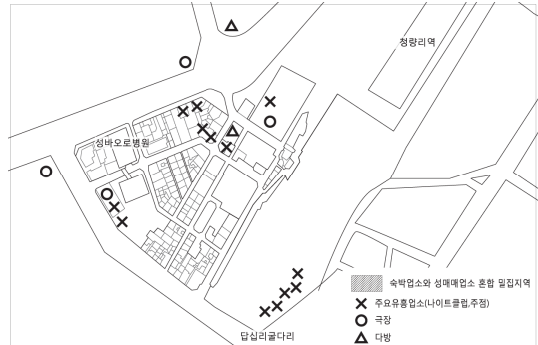 청량리역
성바오로병원
숙박업소와 성매매업소 혼합 밀집지역
주요유흥업소(나이트클럽,주점)
극장
답십리굴다리
다방